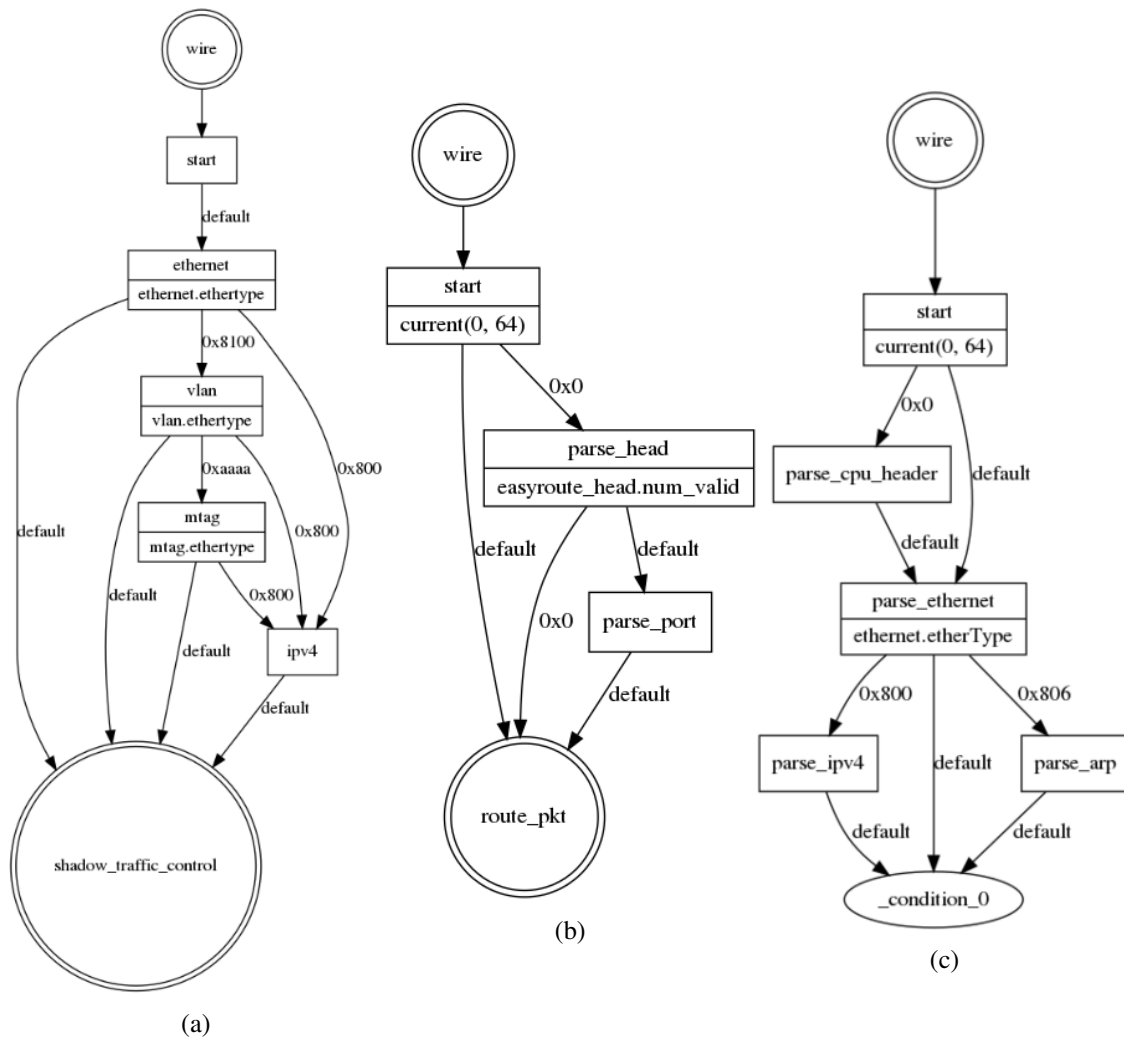 wire
start
default
ethernet
ethernet.ethertype
0x8100
vlan
vlan.ethertype
0xaaaa
0x800
default
mtag
mtag.ethertype
0x800
default
0x800
default
ipv4
default
shadow_traffic_control
(a)
wire
start
current(0, 64)
0x0
parse_head
easyroute_head.num_valid
default
default
0x0
parse_port
default
route_pkt
(b)
wire
start
current(0, 64)
0x0
parse_cpu_header
default
default
parse_ethernet
ethernet.etherType
0x800
0x806
parse_ipv4
default
parse_arp
default
default
_condition_0
(c)